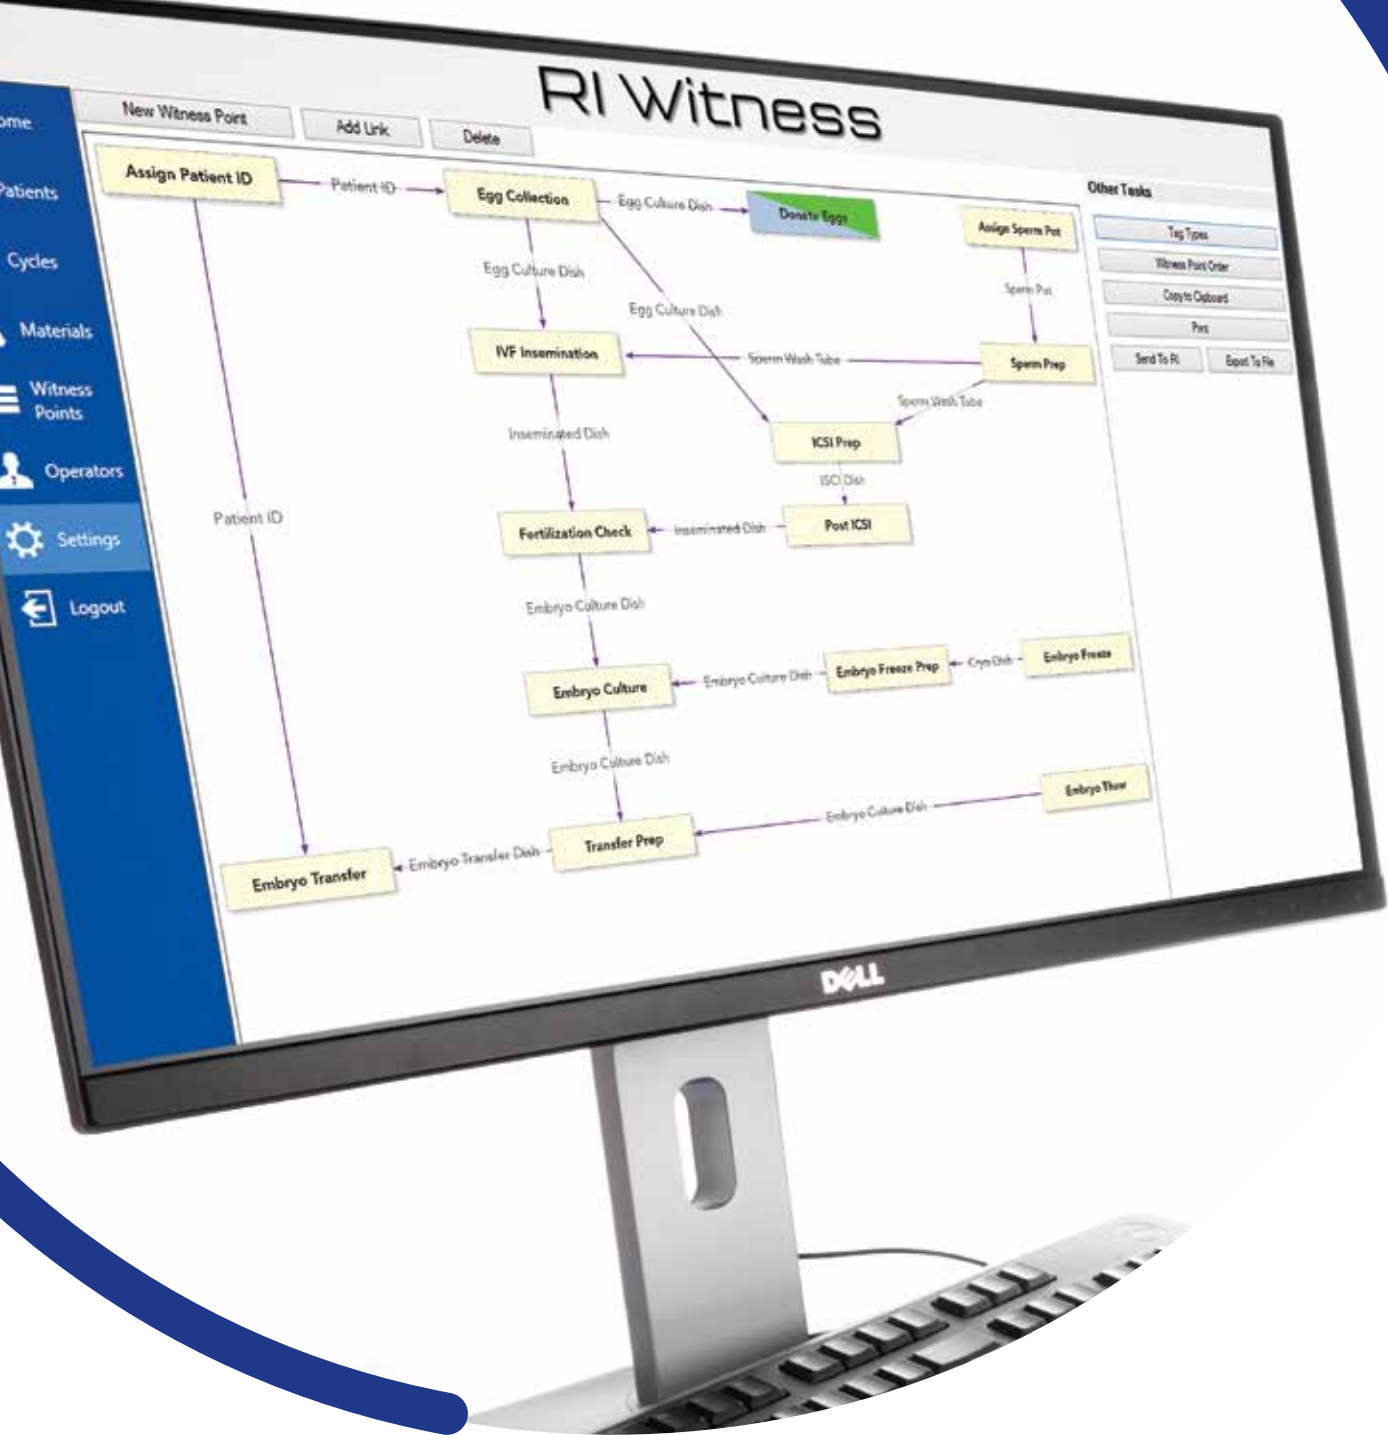 RI Witness
ome
Patients
Cycles
Materials
Witness
Points
Operators
Settings
Logout
New Witness Point
Add Link
Delete
Assign Patient ID
Patient ID
Egg Collection
Egg Culture Dish
Donate Eggs
Assign Sperm Pot
Egg Culture Dish
Egg Culture Dish
Sperm Pot
IVF Insemination
Sperm Wash Tube
Sperm Prep
Sperm Wash Tube
Inseminated Dish
ICSI Prep
ISCI Dish
Patient ID
Fertilization Check
Inseminated Dish
Post ICSI
Embryo Culture Dish
Embryo Culture
Embryo Culture Dish
Embryo Freeze Prep
Cryo Dish
Embryo Freeze
Embryo Culture Dish
Embryo Thaw
Embryo Culture Dish
Transfer Prep
Embryo Transfer Dish
Embryo Transfer
Other Tasks
Tag Types
Witness Point Order
Copy to Clipboard
Print
Send To RI
Export To File
DELL